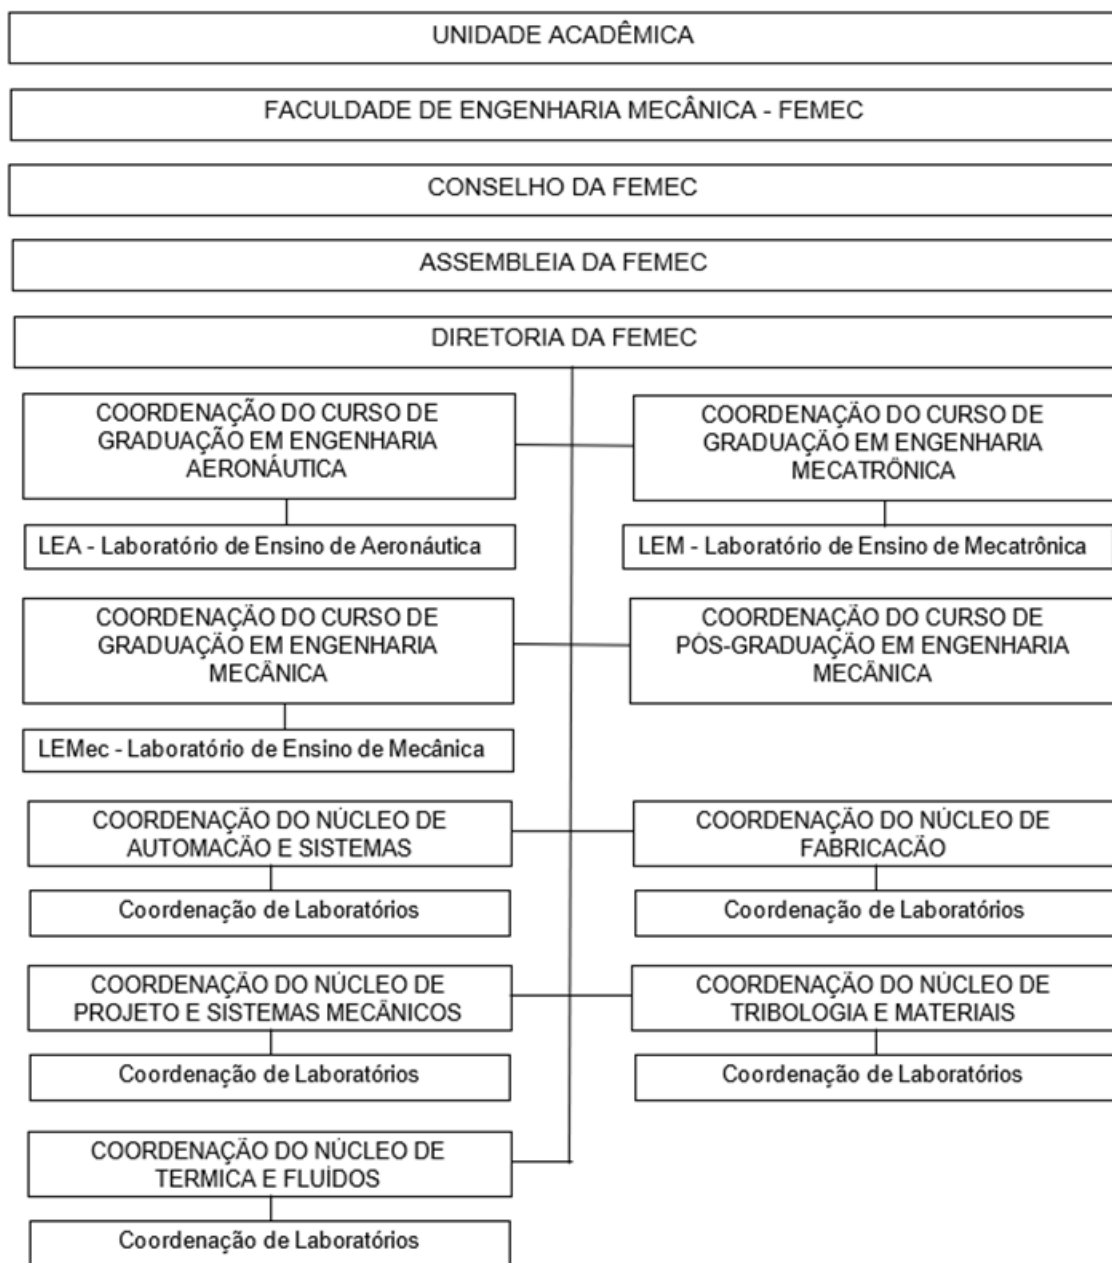 UNIDADE ACADÊMICA
FACULDADE DE ENGENHARIA MECÂNICA - FEMEC
CONSELHO DA FEMEC
ASSEMBLEIA DA FEMEC
DIRETORIA DA FEMEC
COORDENAÇÃO DO CURSO DE
GRADUAÇÃO EM ENGENHARIA
AERONÁUTICA
COORDENAÇÃO DO CURSO DE
GRADUAÇÃO EM ENGENHARIA
MECATRÔNICA
LEA - Laboratório de Ensino de Aeronáutica
LEM - Laboratório de Ensino de Mecatrônica
COORDENAÇÃO DO CURSO DE
GRADUAÇÃO EM ENGENHARIA
MECÂNICA
COORDENAÇÃO DO CURSO DE
PÓS-GRADUAÇÃO EM ENGENHARIA
MECÂNICA
LEMec - Laboratório de Ensino de Mecânica
COORDENAÇÃO DO NÚCLEO DE
AUTOMAÇÃO E SISTEMAS
COORDENAÇÃO DO NÚCLEO DE
FABRICAÇÃO
Coordenação de Laboratórios
Coordenação de Laboratórios
COORDENAÇÃO DO NÚCLEO DE
PROJETO E SISTEMAS MECÂNICOS
COORDENAÇÃO DO NÚCLEO DE
TRIBOLOGIA E MATERIAIS
Coordenação de Laboratórios
Coordenação de Laboratórios
COORDENAÇÃO DO NÚCLEO DE
TERMICA E FLUÍDOS
Coordenação de Laboratórios